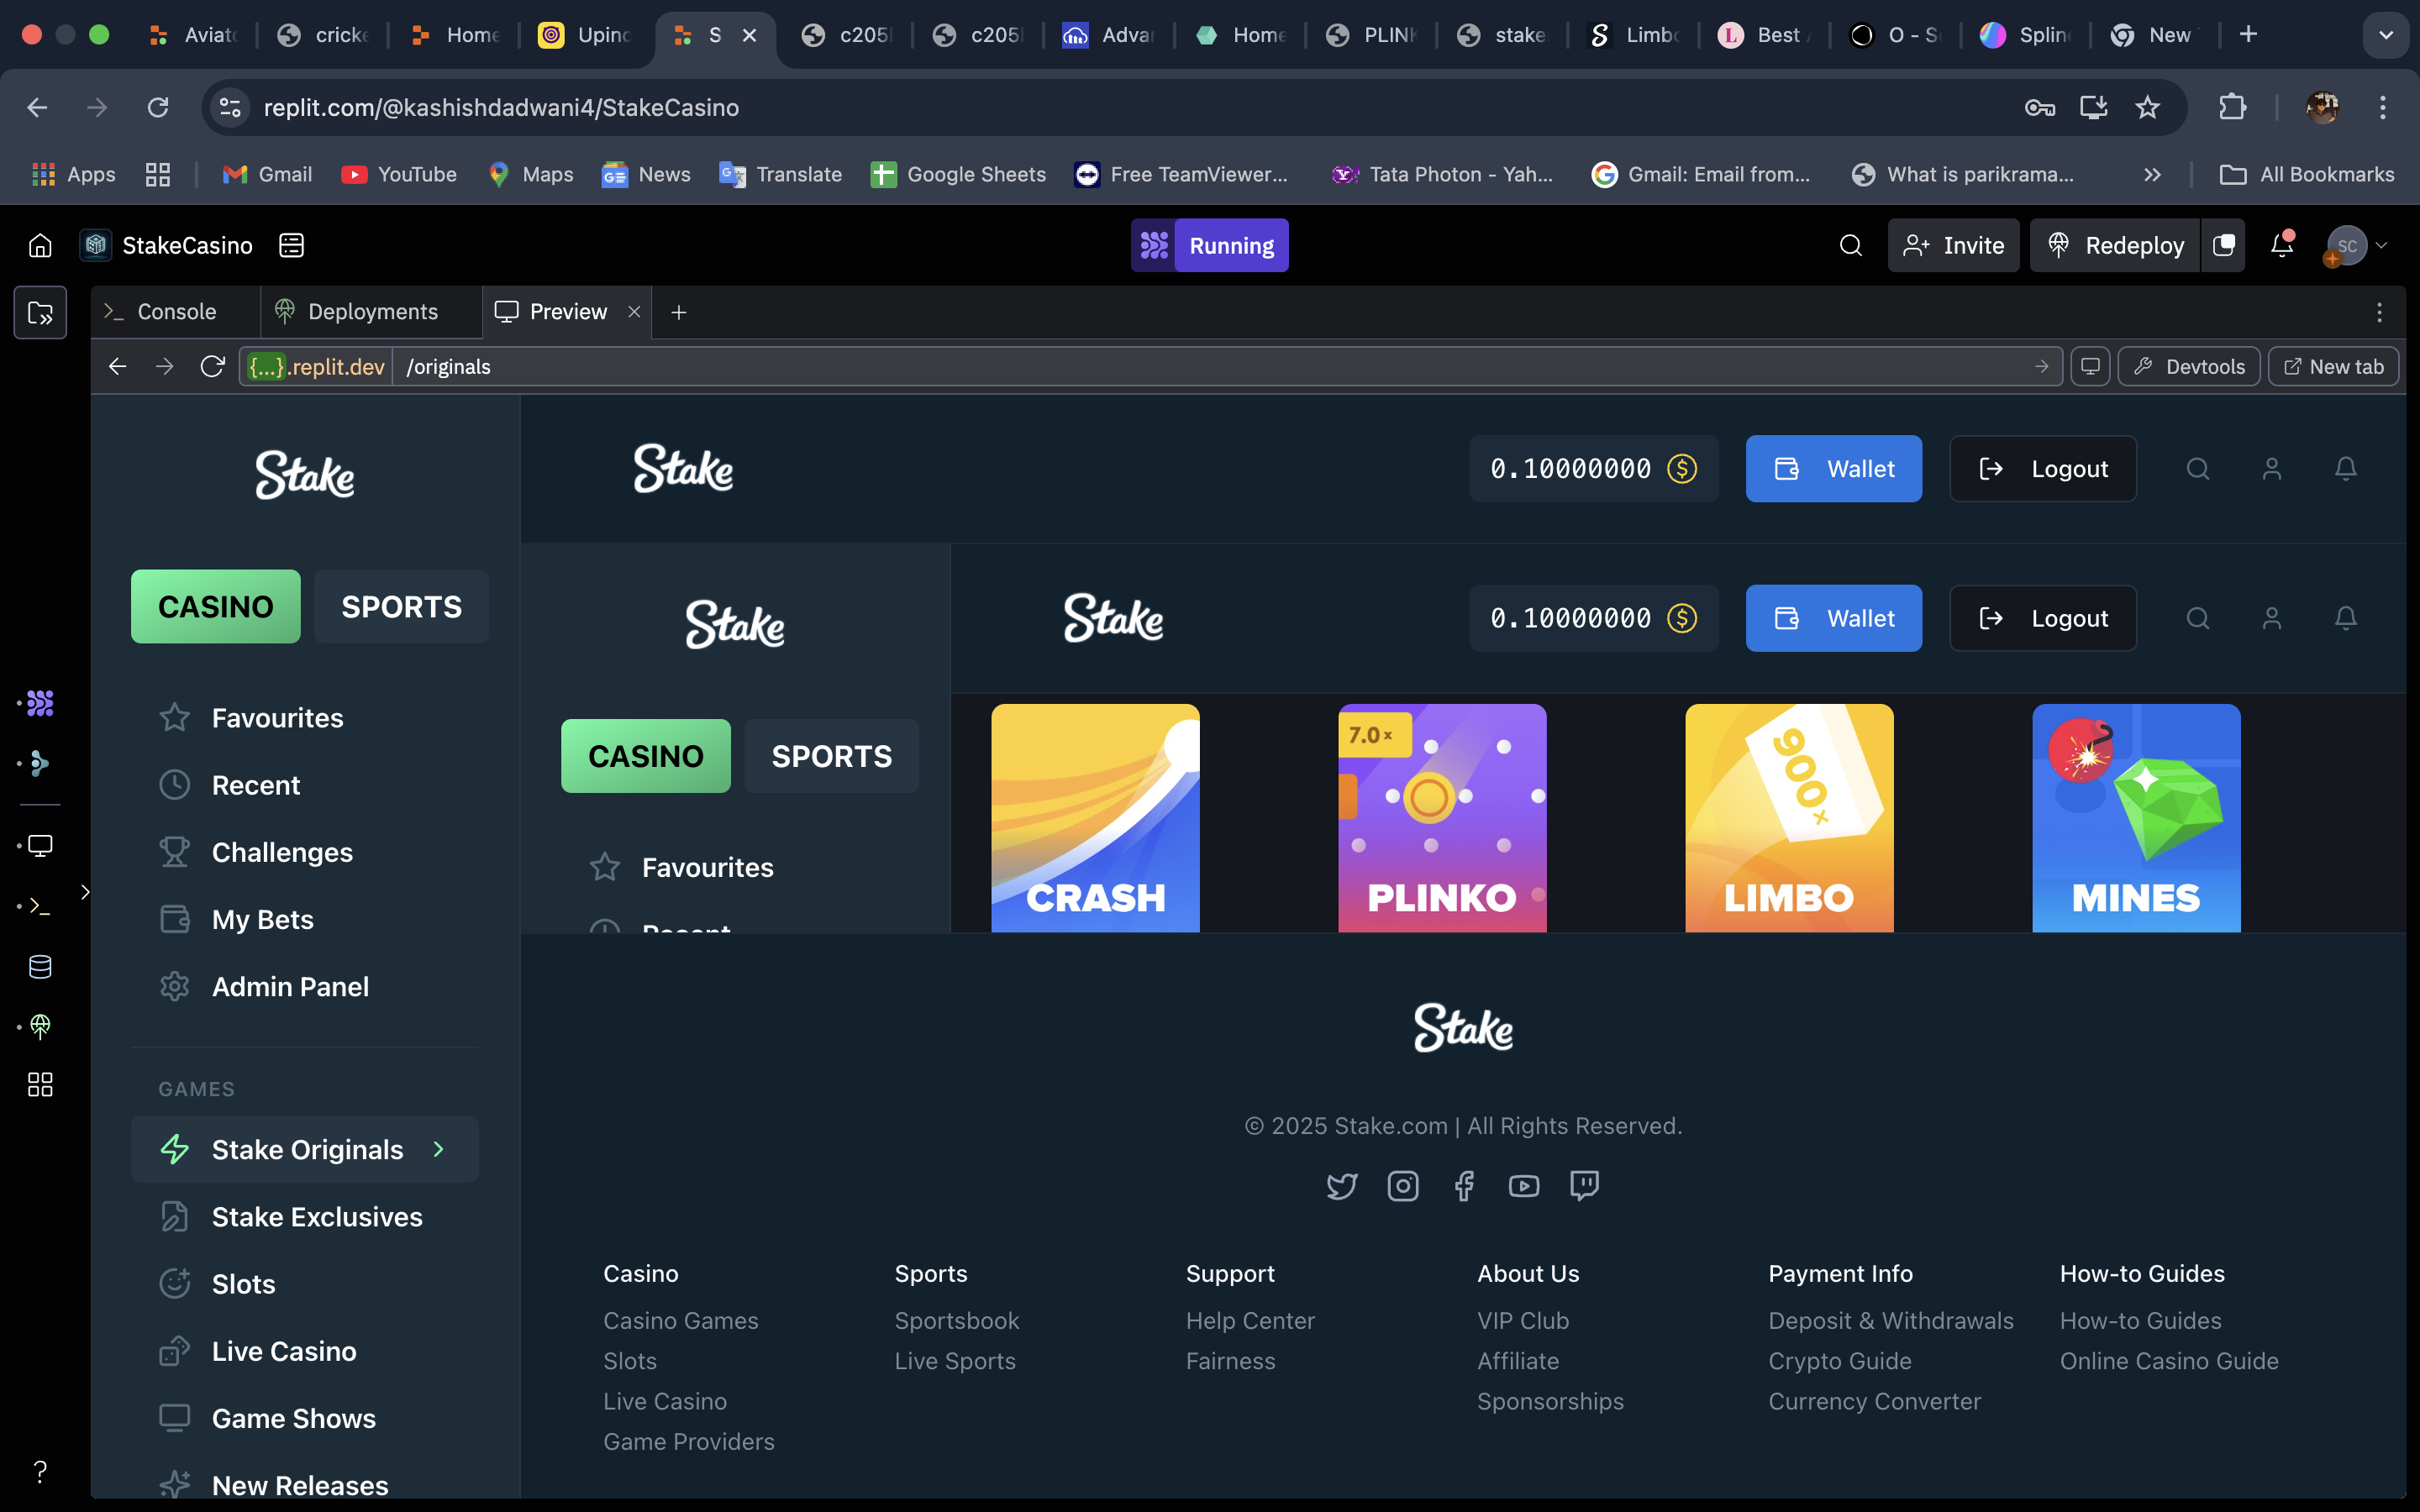 Aviato
cricke
Home
Upinc
S
c205
c205
Advan
Home
PLINK
stake
Limbo
Best
O - S
Spline
New
replit.com/@kashishdadwani4/StakeCasino
Apps
Gmail
YouTube
Maps
News
Translate
Google Sheets
Free TeamViewer...
Tata Photon - Yah...
Gmail: Email from...
What is parikrama...
All Bookmarks
StakeCasino
Running
Invite
Redeploy
SC
Console
Deployments
Preview
{...}.replit.dev
/originals
Devtools
New tab
Stake
Stake
0.10000000
Wallet
Logout
CASINO
SPORTS
Stake
Stake
0.10000000
Wallet
Logout
Favourites
Recent
Challenges
My Bets
Admin Panel
CASINO
SPORTS
Favourites
Recent
CRASH
7.0×
PLINKO
900×
LIMBO
MINES
GAMES
Stake Originals
Stake Exclusives
Slots
Live Casino
Game Shows
New Releases
Stake
© 2025 Stake.com | All Rights Reserved.
Casino
Casino Games
Slots
Live Casino
Game Providers
Sports
Sportsbook
Live Sports
Support
Help Center
Fairness
About Us
VIP Club
Affiliate
Sponsorships
Payment Info
Deposit & Withdrawals
Crypto Guide
Currency Converter
How-to Guides
How-to Guides
Online Casino Guide